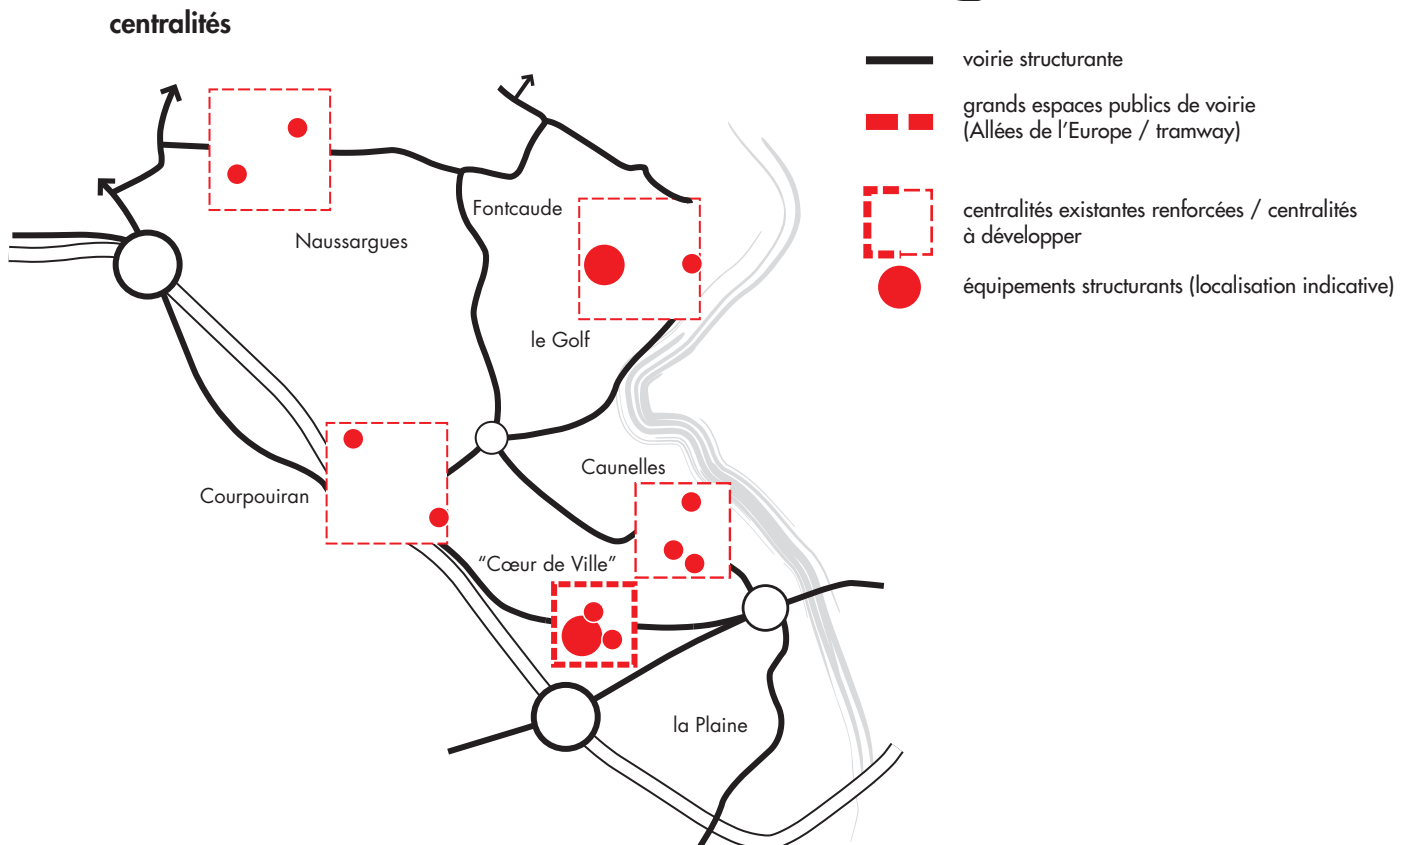 centralités
voirie structurante
grands espaces publics de voirie
(Allées de l'Europe / tramway)
centralités existantes renforcées / centralités
à développer
équipements structurants (localisation indicative)
Fontcaude
Naussargues
le Golf
Caunelles
Courpouiran
“Cœur de Ville”
la Plaine